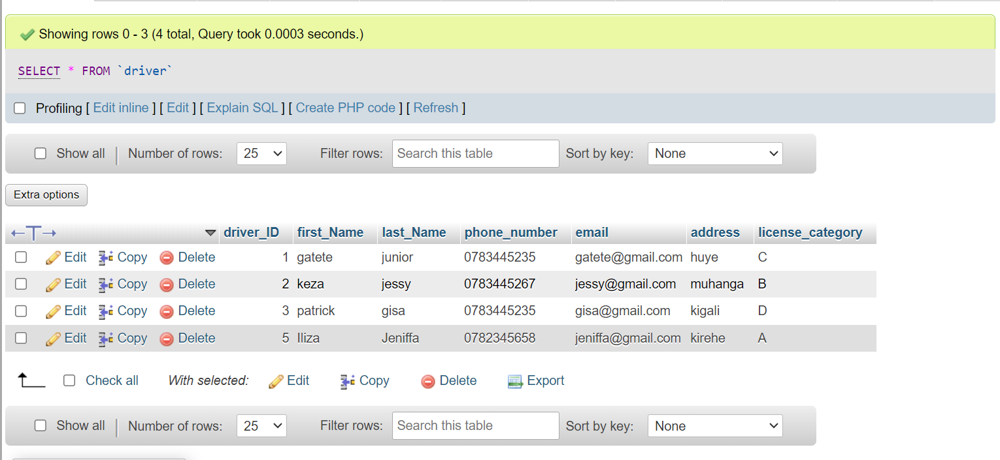 Showing rows 0 - 3 (4 total, Query took 0.0003 seconds.)
SELECT * FROM `driver`
Profiling [ Edit inline ] [ Edit ] [ Explain SQL ] [ Create PHP code ] [ Refresh ]
Show all Number of rows: 25 Filter rows: Search this table Sort by key: None
Extra options
driver_ID first_Name last_Name phone_number email address license_category
Edit Copy Delete 1 gatete junior 0783445235 gatete@gmail.com huye C
Edit Copy Delete 2 keza jessy 0783445267 jessy@gmail.com muhanga B
Edit Copy Delete 3 patrick gisa 0783445235 gisa@gmail.com kigali D
Edit Copy Delete 5 Iliza Jeniffa 0782345658 jeniffa@gmail.com kirehe A
Check all With selected: Edit Copy Delete Export
Show all Number of rows: 25 Filter rows: Search this table Sort by key: None